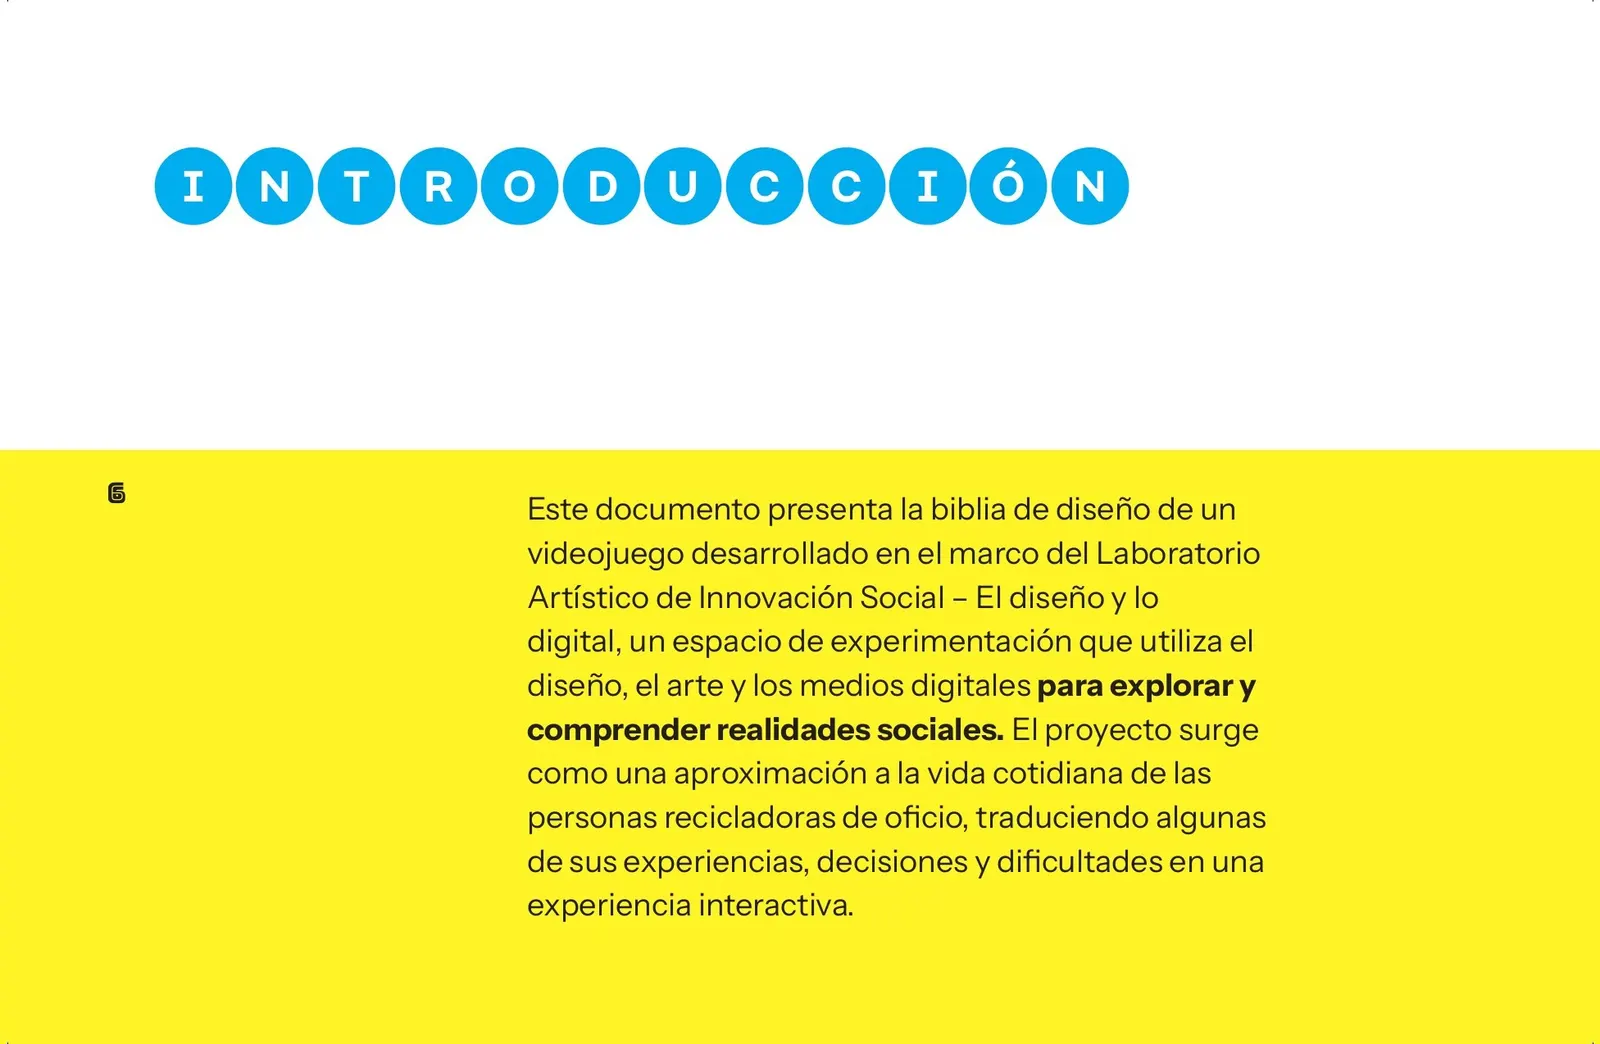 INTRODUCCIÓN
6
Este documento presenta la biblia de diseño de un
videojuego desarrollado en el marco del Laboratorio
Artístico de Innovación Social – El diseño y lo
digital, un espacio de experimentación que utiliza el
diseño, el arte y los medios digitales para explorar y
comprender realidades sociales. El proyecto surge
como una aproximación a la vida cotidiana de las
personas recicladoras de oficio, traduciendo algunas
de sus experiencias, decisiones y dificultades en una
experiencia interactiva.